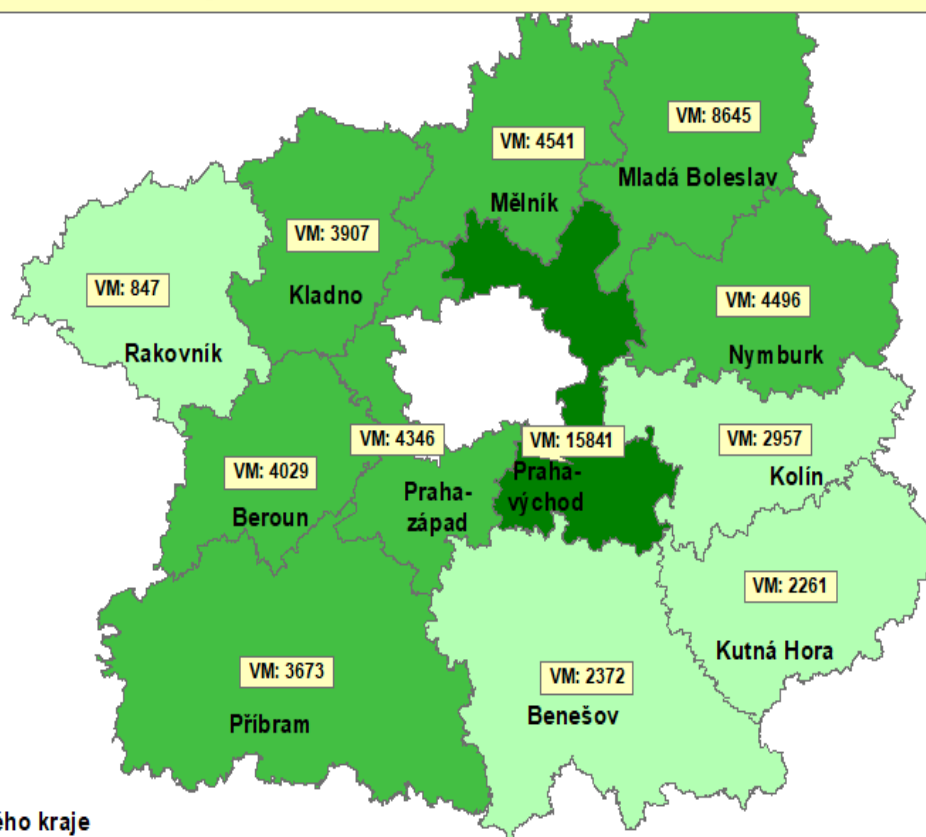 VM: 8645
Mladá Boleslav
VM: 4541
Mělník
VM: 3907
Kladno
VM: 847
Rakovník
VM: 4496
Nymburk
VM: 4346
VM: 15841
VM: 2957
Kolín
VM: 4029
Beroun
Praha-
západ
Praha-
východ
VM: 2261
Kutná Hora
VM: 3673
Příbram
VM: 2372
Benešov
ého kraje